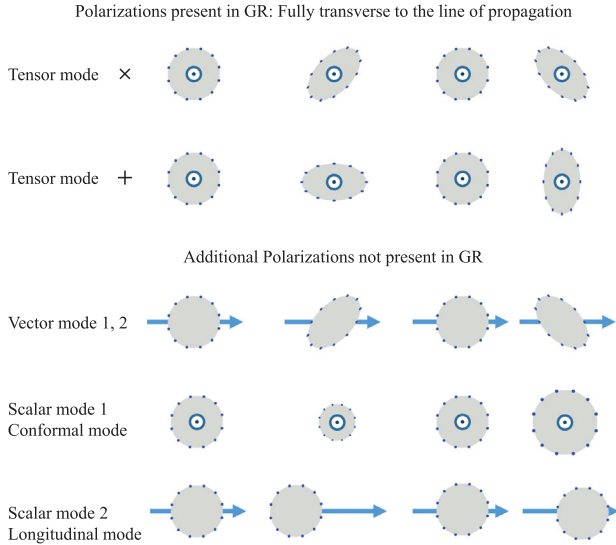 Polarizations present in GR: Fully transverse to the line of propagation
Tensor mode ×
Tensor mode +
Additional Polarizations not present in GR
Vector mode 1, 2
Scalar mode 1
Conformal mode
Scalar mode 2
Longitudinal mode